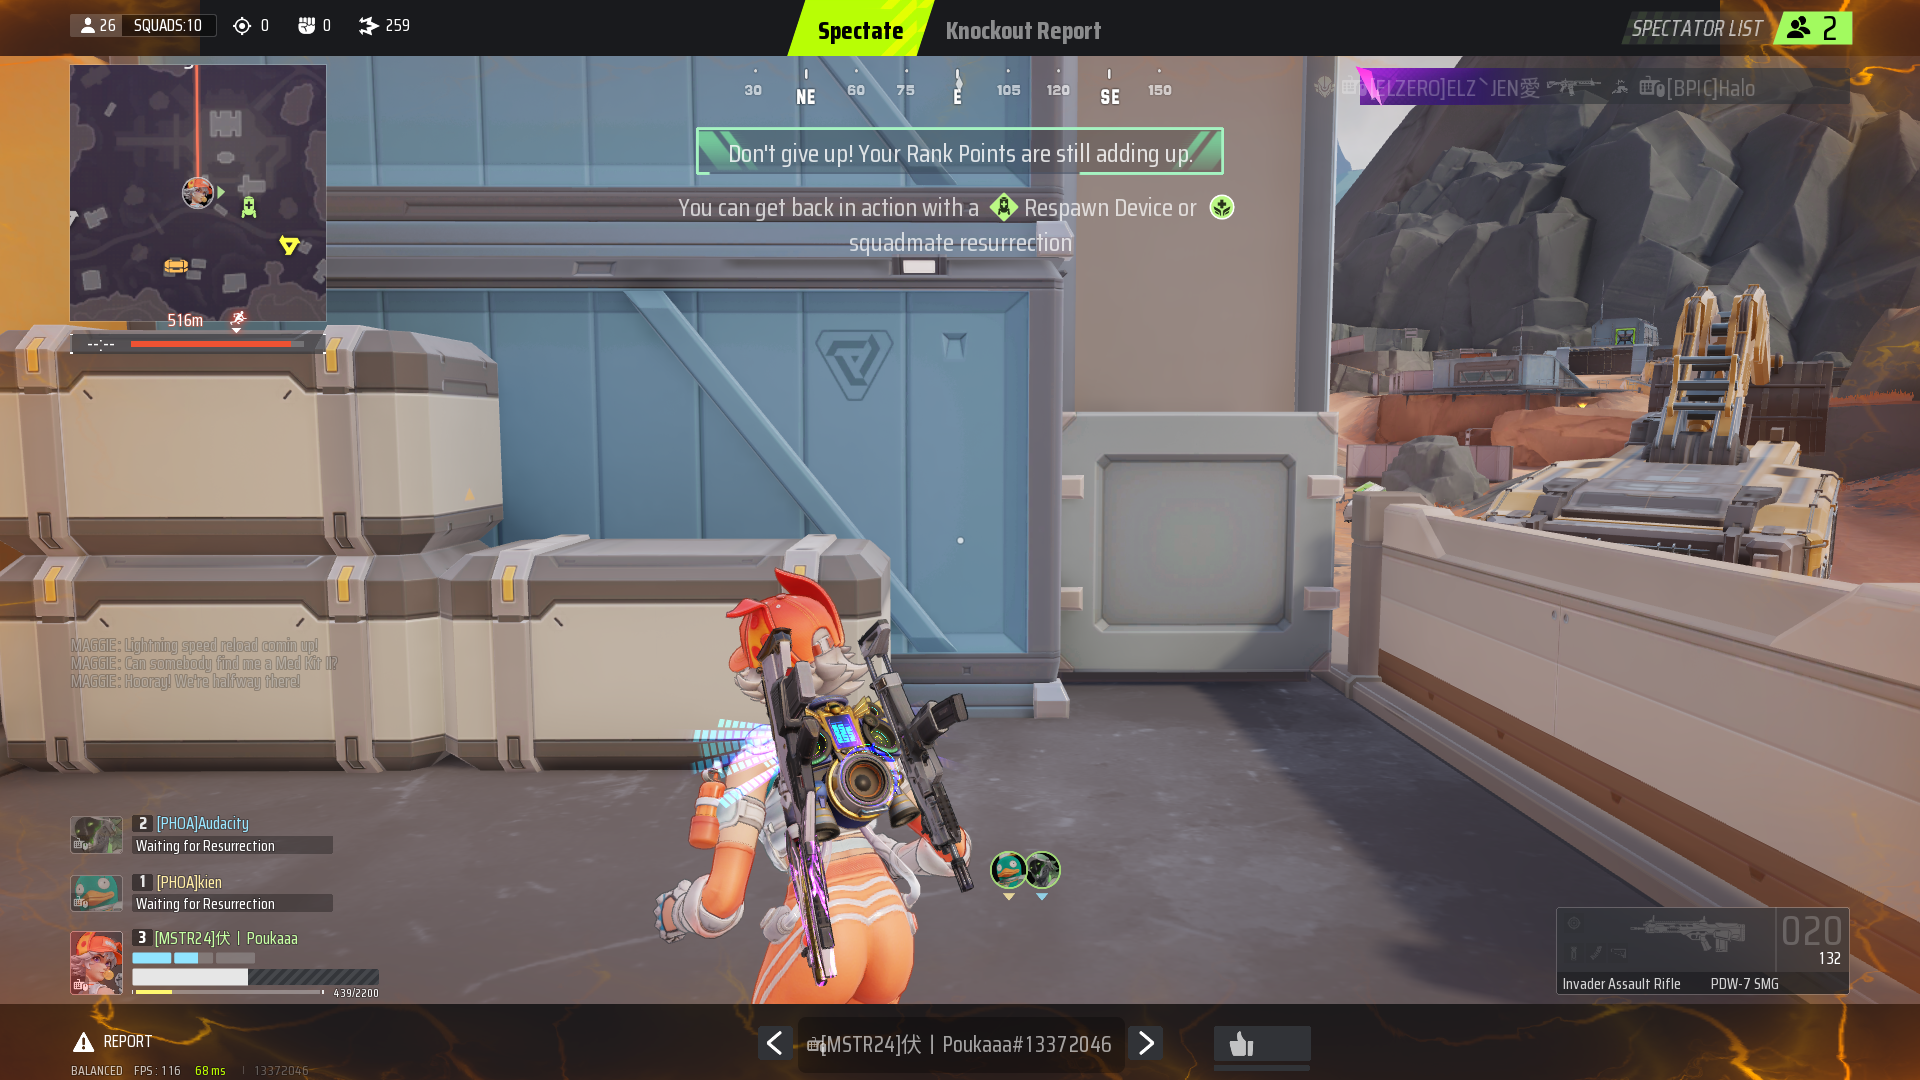 26 SQUADS:10 0 0 259
Spectate
Knockout Report
SPECTATOR LIST 2
30 NE 60 75 E 105 120 SE 150
[ELZERO]ELZ丶JEN愛 [BPIC]Halo
Don't give up! Your Rank Points are still adding up.
You can get back in action with a Respawn Device or
squadmate resurrection
516m
--:--
MAGGIE: Lightning speed reload comin up!
MAGGIE: Can somebody find me a Med Kit II?
MAGGIE: Hooray! We're halfway there!
2 [PHOA]Audacity
Waiting for Resurrection
1 [PHOA]kien
Waiting for Resurrection
3 [MSTR24]伏丨Poukaaa
439/2200
020
132
Invader Assault Rifle PDW-7 SMG
REPORT
[MSTR24]伏丨Poukaaa#13372046
BALANCED FPS: 116 68 ms | 13372046